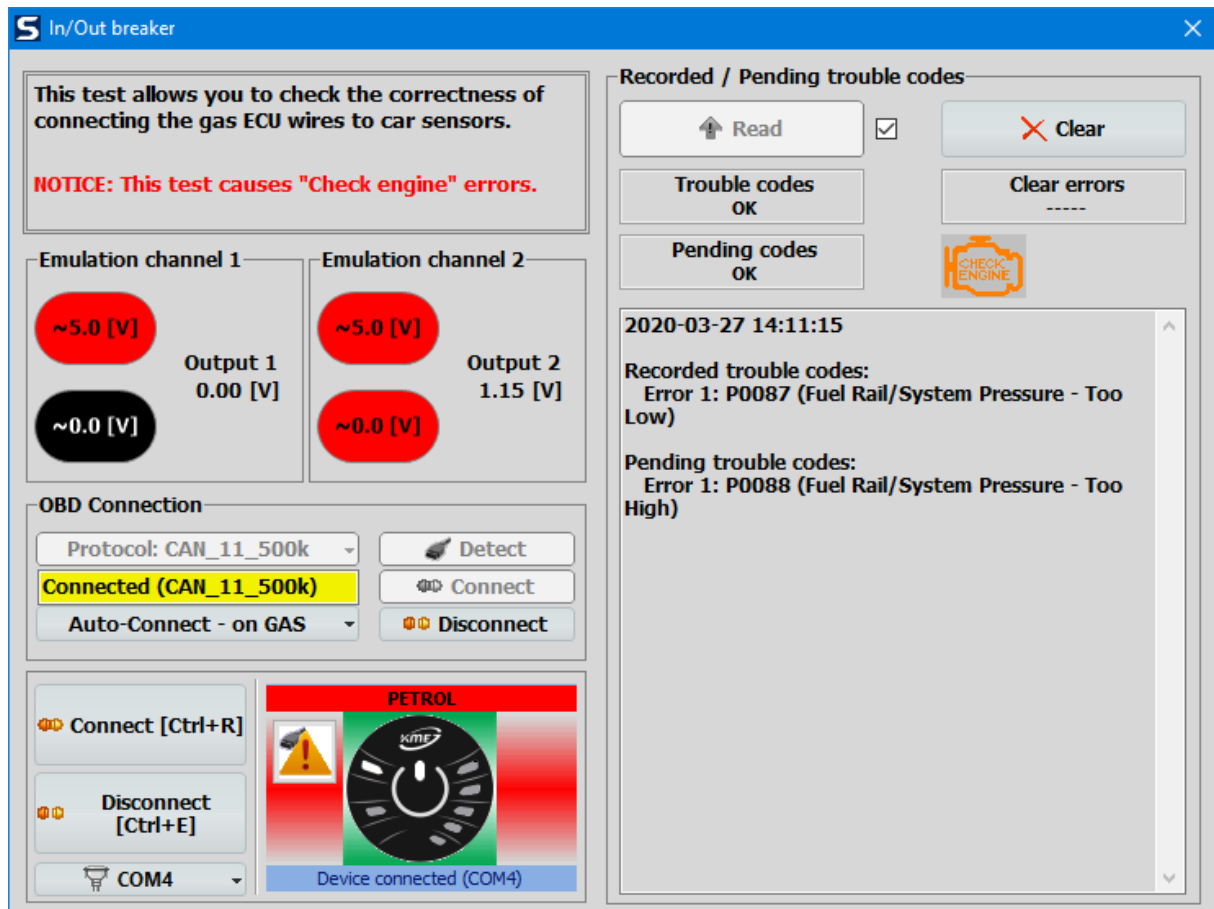 In/Out breaker
This test allows you to check the correctness of
connecting the gas ECU wires to car sensors.
NOTICE: This test causes "Check engine" errors.
Emulation channel 1
~5.0 [V]
Output 1
0.00 [V]
~0.0 [V]
Emulation channel 2
~5.0 [V]
Output 2
1.15 [V]
~0.0 [V]
OBD Connection
Protocol: CAN_11_500k
Detect
Connected (CAN_11_500k)
Connect
Auto-Connect - on GAS
Disconnect
Connect [Ctrl+R]
Disconnect
[Ctrl+E]
COM4
PETROL
KME
Device connected (COM4)
Recorded / Pending trouble codes
Read
Clear
Trouble codes
OK
Clear errors
-----
Pending codes
OK
CHECK
ENGINE
2020-03-27 14:11:15
Recorded trouble codes:
Error 1: P0087 (Fuel Rail/System Pressure - Too
Low)
Pending trouble codes:
Error 1: P0088 (Fuel Rail/System Pressure - Too
High)